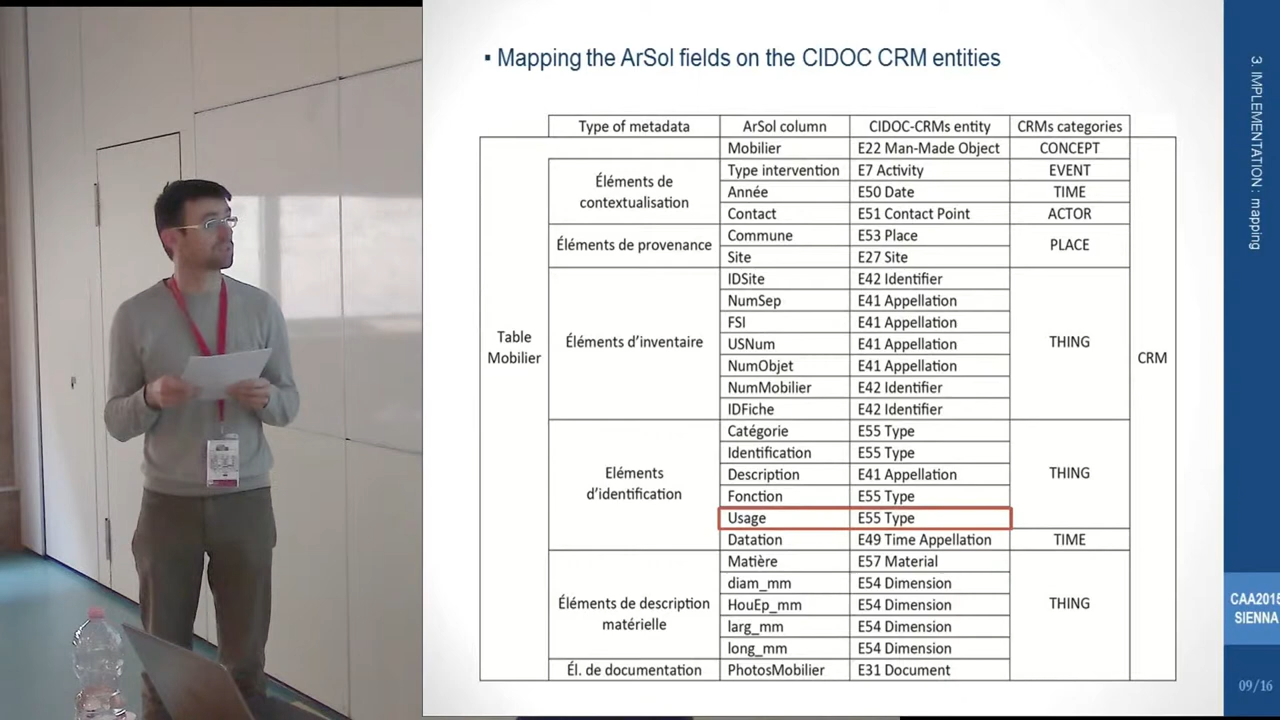 ▪ Mapping the ArSol fields on the CIDOC CRM entities
Type of metadata ArSol column CIDOC-CRMs entity CRMs categories
Table
Mobilier
Mobilier E22 Man-Made Object CONCEPT
Éléments de
contextualisation
Type intervention E7 Activity EVENT
Année E50 Date TIME
Contact E51 Contact Point ACTOR
Éléments de provenance
Commune E53 Place
Site E27 Site
PLACE
Éléments d'inventaire
IDSite E42 Identifier
NumSep E41 Appellation
FSI E41 Appellation
USNum E41 Appellation
NumObjet E41 Appellation
NumMobilier E42 Identifier
IDFiche E42 Identifier
THING
Eléments
d'identification
Catégorie E55 Type
Identification E55 Type
Description E41 Appellation
Fonction E55 Type
Usage E55 Type
THING
Datation E49 Time Appellation TIME
Éléments de description
matérielle
Matière E57 Material
diam_mm E54 Dimension
HouEp_mm E54 Dimension
larg_mm E54 Dimension
long_mm E54 Dimension
THING
Él. de documentation PhotosMobilier E31 Document
CRM
3. IMPLEMENTATION : mapping
CAA2015
SIENNA
09/16